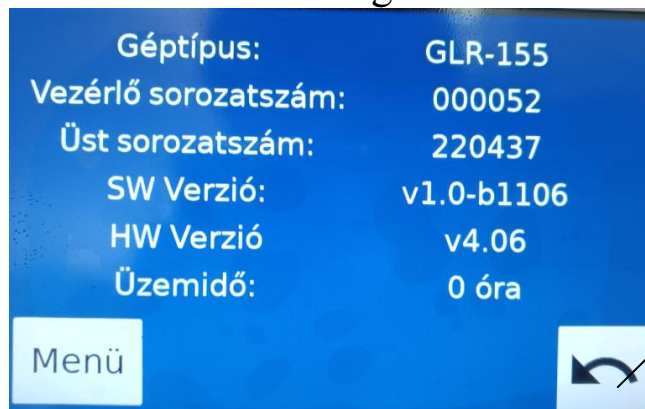 Géptípus: GLR-155
Vezérlő sorozatszám: 000052
Üst sorozatszám: 220437
SW Verzió: v1.0-b1106
HW Verzió v4.06
Üzemidő: 0 óra
Menü